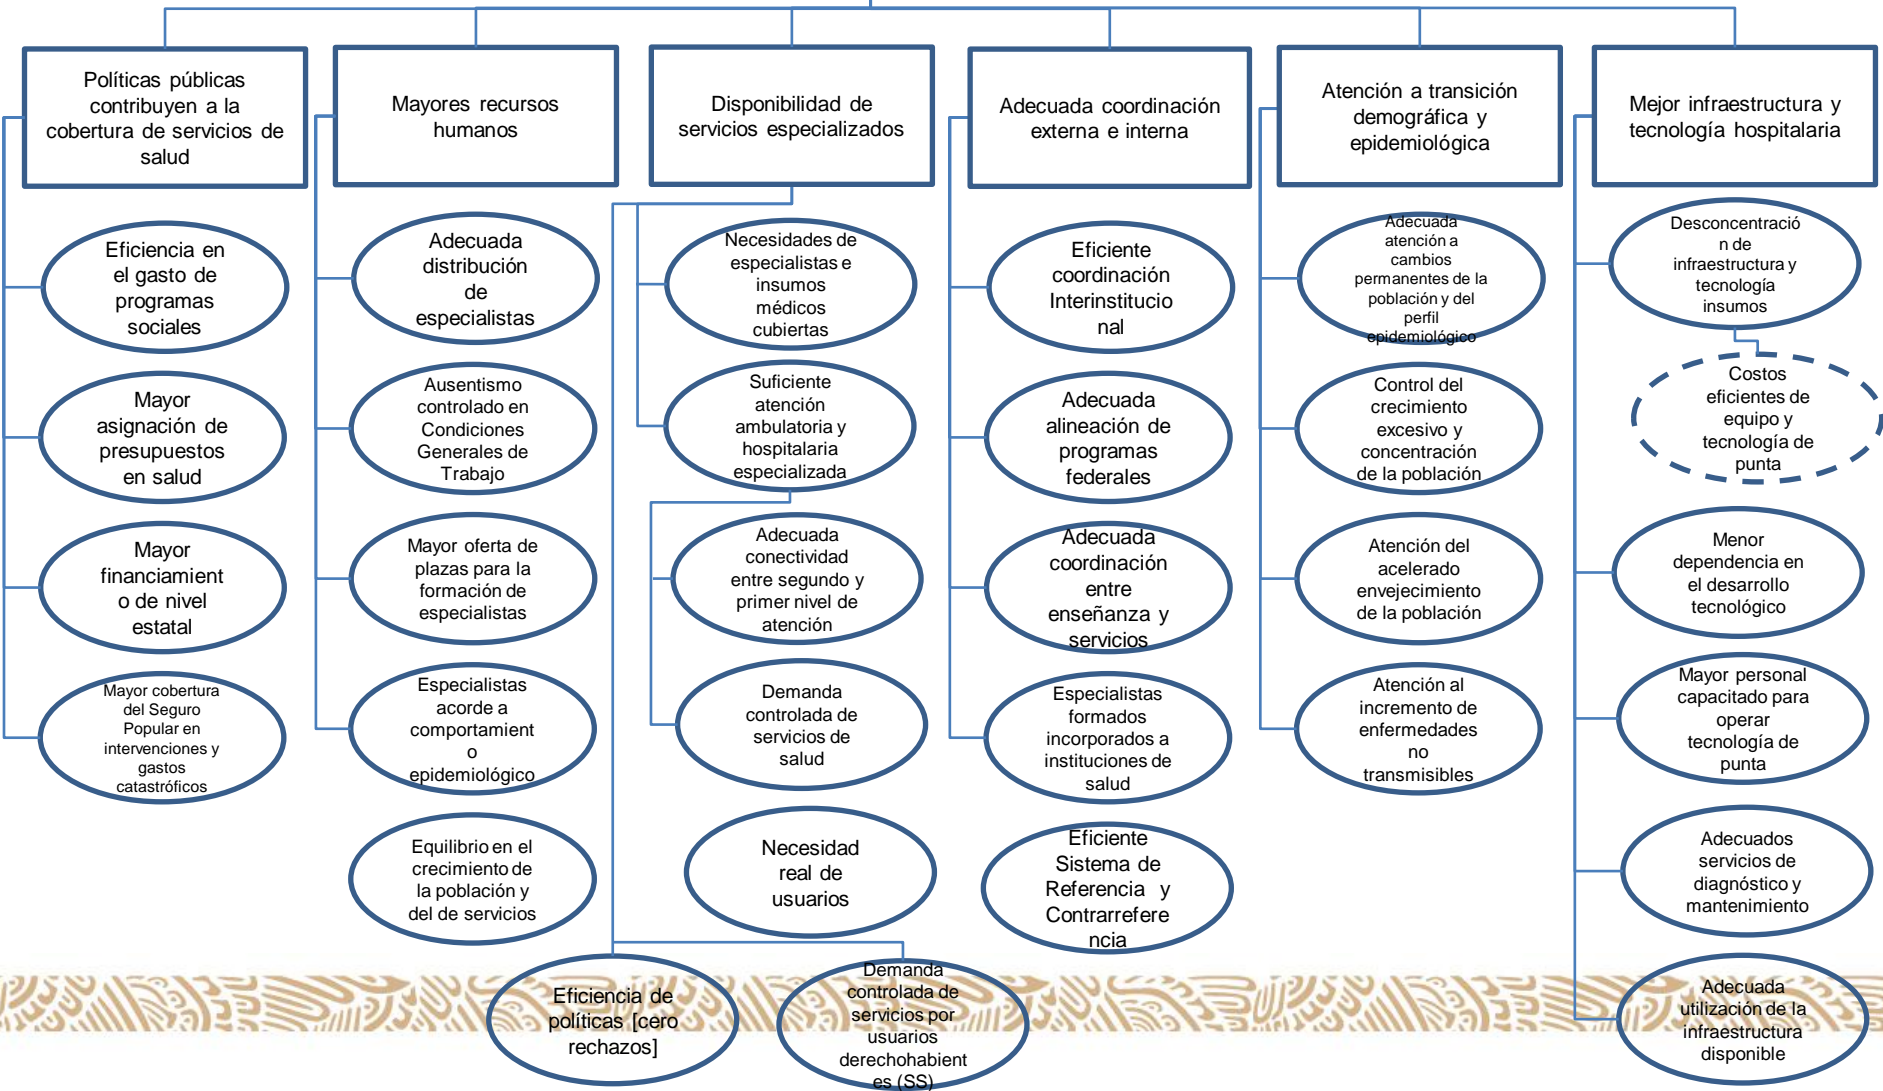 Políticas públicas
contribuyen a la
cobertura de servicios de
salud
Mayores recursos
humanos
Disponibilidad de
servicios especializados
Adecuada coordinación
externa e interna
Atención a transición
demográfica y
epidemiológica
Mejor infraestructura y
tecnología hospitalaria
Eficiencia en
el gasto de
programas
sociales
Mayor
asignación de
presupuestos
en salud
Mayor
financiamient
o de nivel
estatal
Mayor cobertura
del Seguro
Popular en
intervenciones y
gastos
catastróficos
Adecuada
distribución
de
especialistas
Ausentismo
controlado en
Condiciones
Generales de
Trabajo
Mayor oferta de
plazas para la
formación de
especialistas
Especialistas
acorde a
comportamient
o
epidemiológico
Equilibrio en el
crecimiento de
la población y
del de servicios
Necesidades de
especialistas e
insumos
médicos
cubiertas
Suficiente
atención
ambulatoria y
hospitalaria
especializada
Adecuada
conectividad
entre segundo y
primer nivel de
atención
Demanda
controlada de
servicios de
salud
Necesidad
real de
usuarios
Eficiencia de
políticas [cero
rechazos]
Demanda
controlada de
servicios por
usuarios
derechohabient
es (SS)
Eficiente
coordinación
Interinstitucio
nal
Adecuada
alineación de
programas
federales
Adecuada
coordinación
entre
enseñanza y
servicios
Especialistas
formados
incorporados a
instituciones de
salud
Eficiente
Sistema de
Referencia y
Contrarrefere
ncia
Adecuada
atención a
cambios
permanentes de la
población y del
perfil
epidemiológico
Control del
crecimiento
excesivo y
concentración
de la población
Atención del
acelerado
envejecimiento
de la población
Atención al
incremento de
enfermedades
no
transmisibles
Desconcentració
n de
infraestructura y
tecnología
insumos
Costos
eficientes de
equipo y
tecnología de
punta
Menor
dependencia en
el desarrollo
tecnológico
Mayor personal
capacitado para
operar
tecnología de
punta
Adecuados
servicios de
diagnóstico y
mantenimiento
Adecuada
utilización de la
infraestructura
disponible